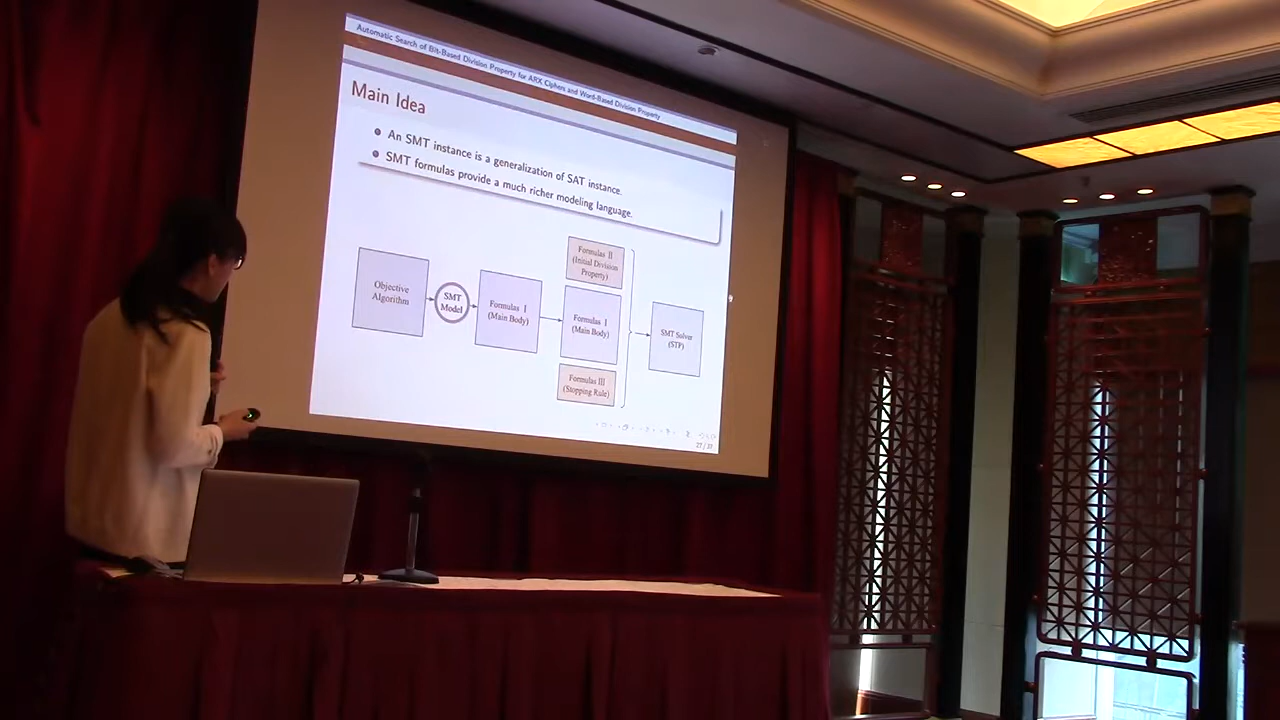 Automatic Search of Bit-Based Division Property for ARX Ciphers and Word-Based Division Property
Main Idea
An SMT instance is a generalization of SAT instance.
SMT formulas provide a much richer modeling language.
Objective
Algorithm
SMT
Model
Formulas I
(Main Body)
Formulas II
(Initial Division
Property)
Formulas I
(Main Body)
Formulas III
(Stopping Rule)
SMT Solver
(STP)